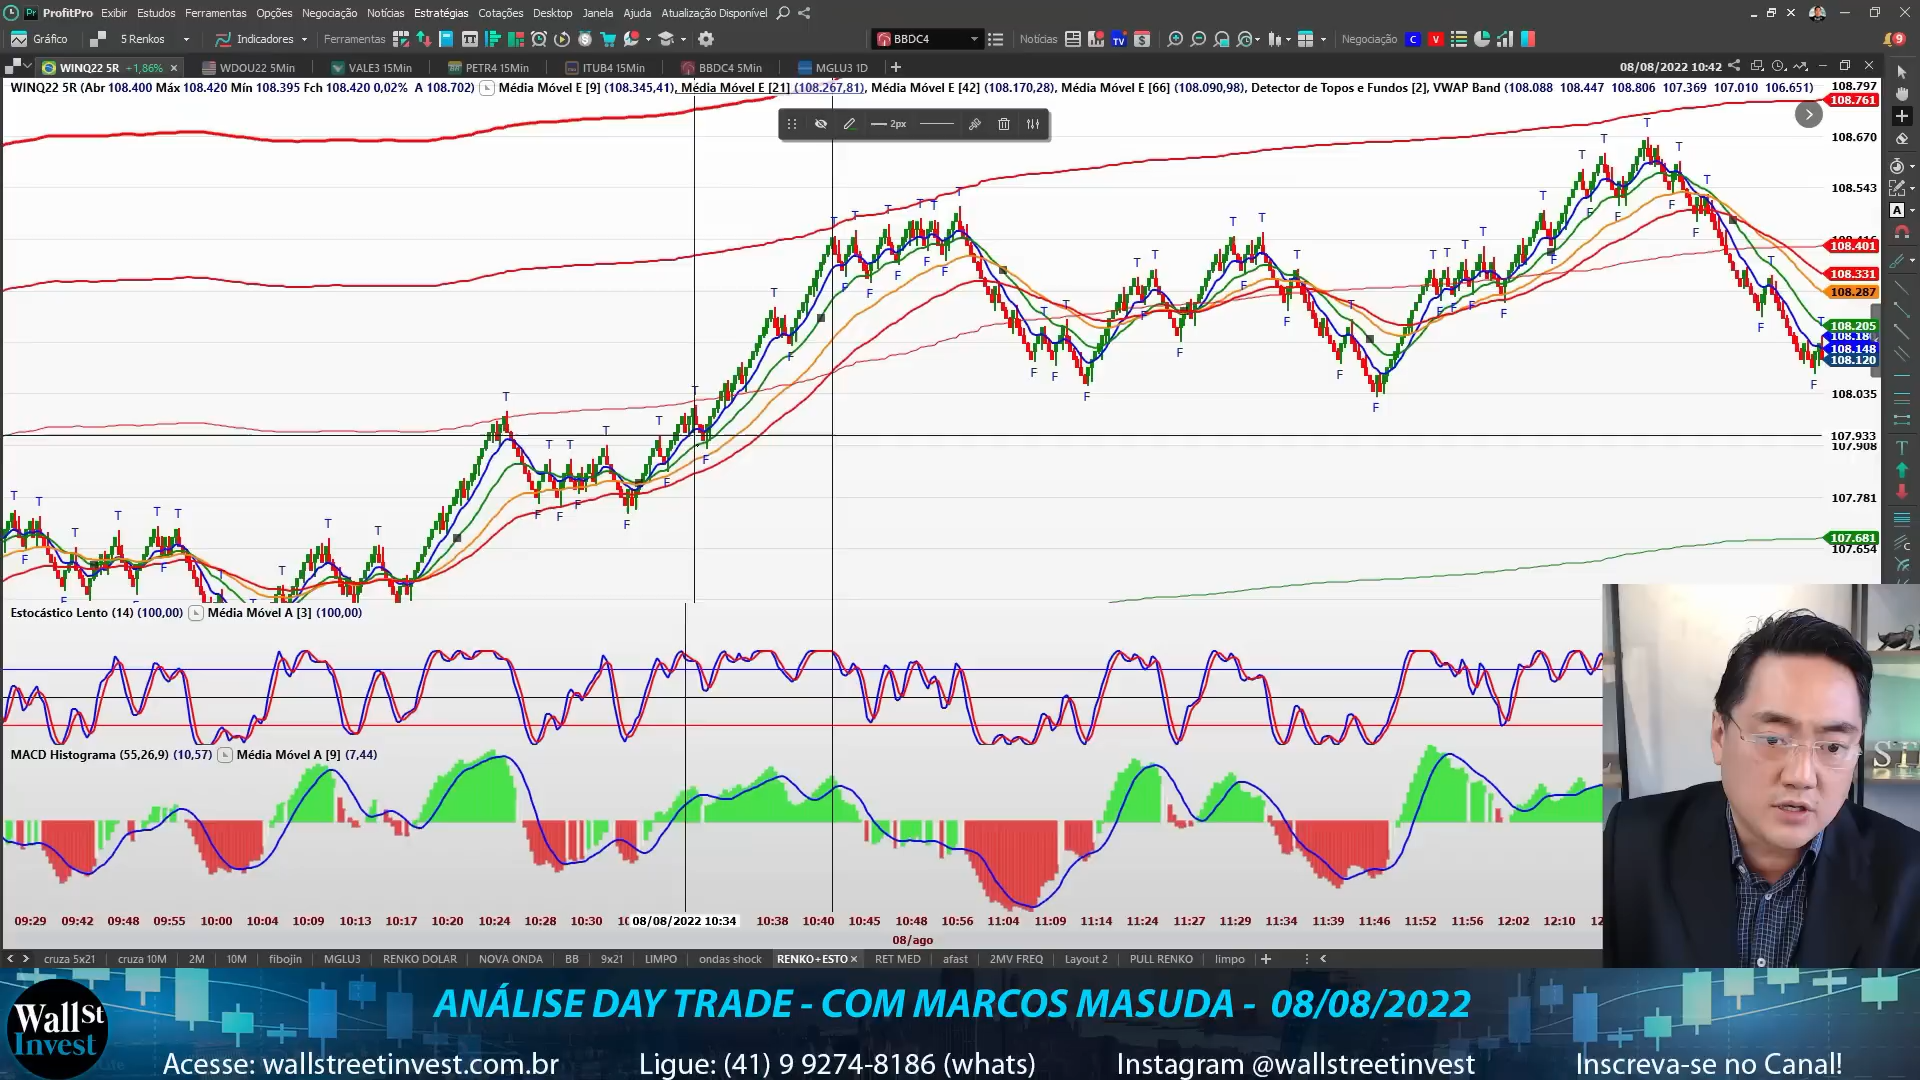 ProfitPro Exibir Estudos Ferramentas Opções Negociação Notícias Estratégias Cotações Desktop Janela Ajuda Atualização Disponível
Gráfico 5 Renkos Indicadores Ferramentas BBDC4 Notícias TV Negociação C V 9
WINQ22 5R +1,86% WDOU22 5Min VALE3 15Min PETR4 15Min ITUB4 15Min BBDC4 5Min MGLU3 1D 08/08/2022 10:42
WINQ22 5R (Abr 108.400 Máx 108.420 Mín 108.395 Fch 108.420 0,02% A 108.702) Média Móvel E [9] (108.345,41), Média Móvel E [21] (108.267,81), Média Móvel E [42] (108.170,28), Média Móvel E [66] (108.090,98), Detector de Topos e Fundos [2], VWAP Band (108.088 108.447 108.806 107.369 107.010 106.651)
108.797
108.761
2px
108.670
108.543
108.401
108.331
108.287
108.205
108.148
108.120
108.035
107.933
107.908
107.781
107.681
107.654
Estocástico Lento (14) (100,00) Média Móvel A [3] (100,00)
MACD Histograma (55,26,9) (10,57) Média Móvel A [9] (7,44)
09:29 09:42 09:48 09:55 10:00 10:04 10:09 10:13 10:17 10:20 10:24 10:28 10:30 08/08/2022 10:34 10:38 10:40 10:45 10:48 10:56 11:04 11:09 11:14 11:24 11:27 11:29 11:34 11:39 11:46 11:52 11:56 12:02 12:10
08/ago
cruza 5x21 cruza 10M 2M 10M fibojin MGLU3 RENKO DOLAR NOVA ONDA BB 9x21 LIMPO ondas shock RENKO+ESTO RET MED afast 2MV FREQ Layout 2 PULL RENKO limpo
ANÁLISE DAY TRADE - COM MARCOS MASUDA - 08/08/2022
Wall St
Invest
Acesse: wallstreetinvest.com.br Ligue: (41) 9 9274-8186 (whats) Instagram @wallstreetinvest Inscreva-se no Canal!